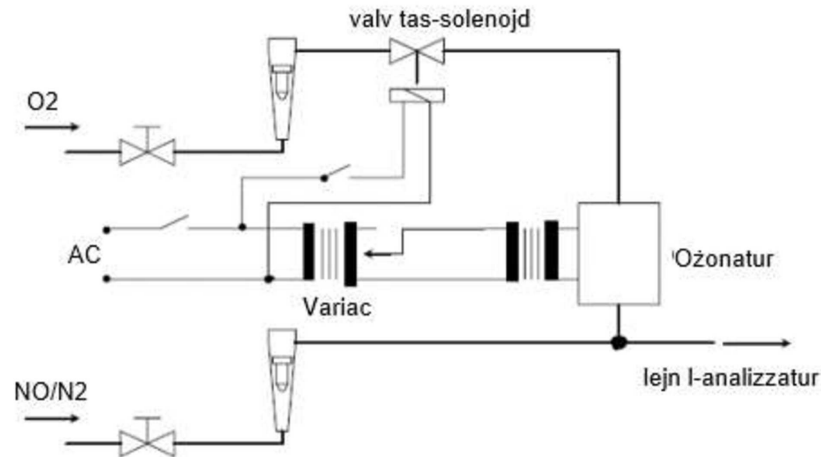 valv tas-solenojd
O2
AC
Ożonatur
Variac
lejn l-analizzatur
NO/N2